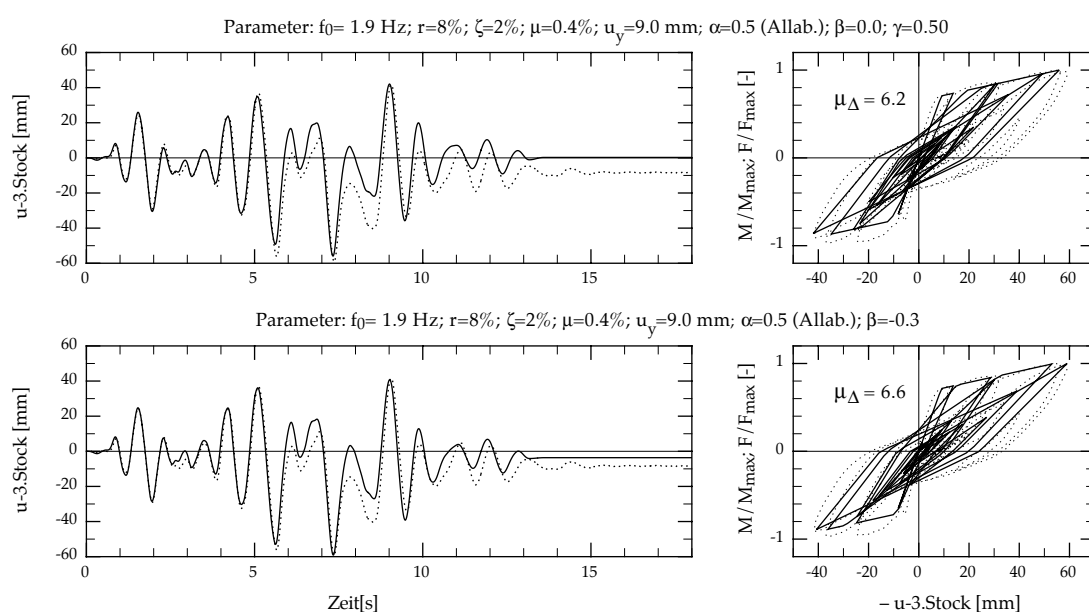 Parameter: f0= 1.9 Hz; r=8%; ζ=2%; μ=0.4%; uy=9.0 mm; α=0.5 (Allab.); β=0.0; γ=0.50
u-3.Stock [mm]
60
40
20
0
-20
-40
-60
0 5 10 15
M/Mmax; F/Fmax [-]
1
0
-1
μΔ = 6.2
-40 -20 0 20 40 60
Parameter: f0= 1.9 Hz; r=8%; ζ=2%; μ=0.4%; uy=9.0 mm; α=0.5 (Allab.); β=-0.3
u-3.Stock [mm]
60
40
20
0
-20
-40
-60
0 5 10 15
Zeit[s]
M/Mmax; F/Fmax [-]
1
0
-1
μΔ = 6.6
-40 -20 0 20 40 60
– u-3.Stock [mm]